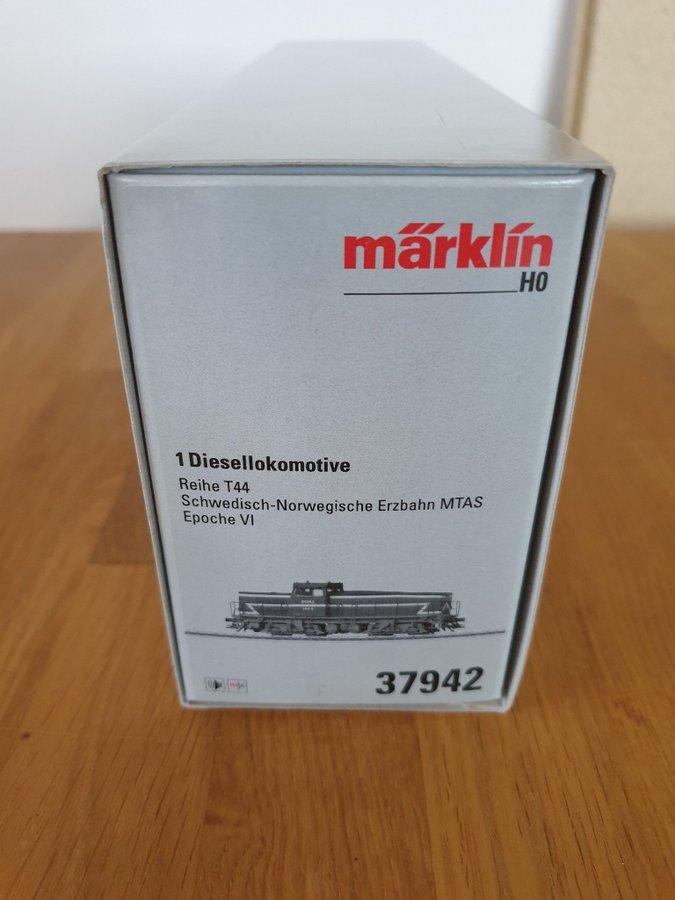 märklin
H0
1 Diesellokomotive
Reihe T44
Schwedisch-Norwegische Erzbahn MTAS
Epoche VI
37942